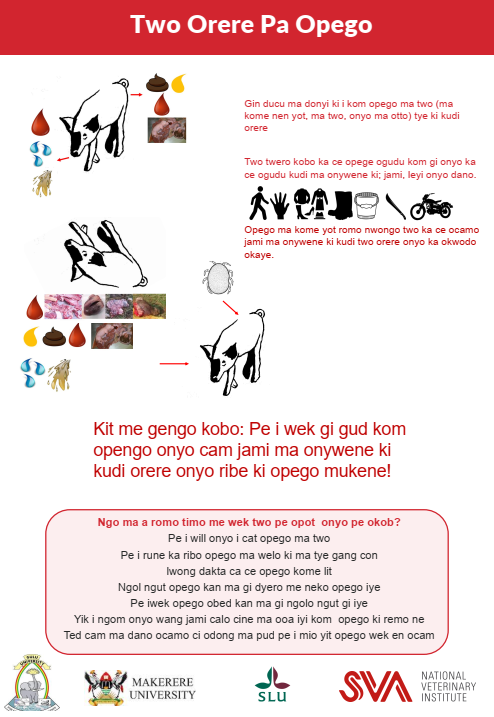 Two Orere Pa Opego
Gin ducu ma donyi ki i kom opego ma two (ma
kome nen yot, ma two, onyo ma otto) tye ki kudi
orere
Two twero kobo ka ce opege ogudu kom gi onyo ka
ce ogudu kudi ma onywene ki; jami, leyi onyo dano.
Opego ma kome yot romo nwongo two ka ce ocamo
jami ma onywene ki kudi two orere onyo ka okwodo
okaye.
Kit me gengo kobo: Pe i wek gi gud kom
opengo onyo cam jami ma onywene ki
kudi orere onyo ribe ki opego mukene!
Ngo ma a romo timo me wek two pe opot onyo pe okob?
Pe i will onyo i cat opego ma two
Pe i rune ka ribo opego ma welo ki ma tye gang con
Iwong dakta ca ce opego kome lit
Ngol ngut opego kan ma gi dyero me neko opego iye
Pe iwek opego obed kan ma gi ngolo ngut gi iye
Yik i ngom onyo wang jami calo cine ma ooa iyi kom opego ki remo ne
Ted cam ma dano ocamo ci odong ma pud pe i mio yit opego wek en ocam
GULU UNIVERSITY
MAKERERE
UNIVERSITY
SLU
SVA
NATIONAL
VETERINARY
INSTITUTE